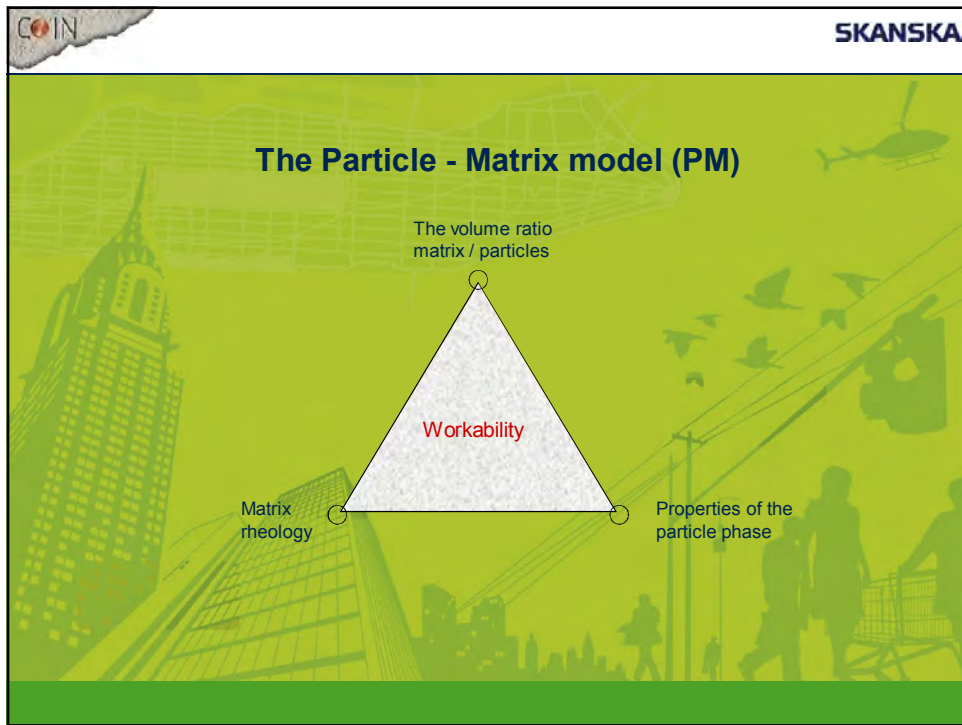 COIN
SKANSKA
The Particle - Matrix model (PM)
The volume ratio
matrix / particles
Workability
Matrix
rheology
Properties of the
particle phase